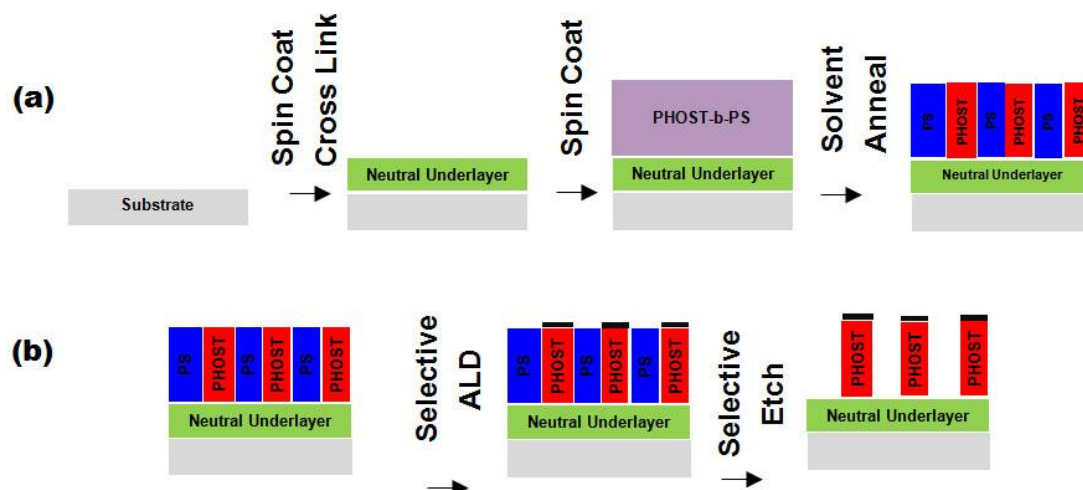 (a)
Substrate
Spin Coat
Cross Link
Neutral Underlayer
Spin Coat
PHOST-b-PS
Neutral Underlayer
Solvent
Anneal
PS
PHOST
PS
PHOST
PS
PHOST
Neutral Underlayer
(b)
PS
PHOST
PS
PHOST
PS
PHOST
Neutral Underlayer
Selective
ALD
PS
PHOST
PS
PHOST
PS
PHOST
Neutral Underlayer
Selective
Etch
PHOST
PHOST
PHOST
Neutral Underlayer